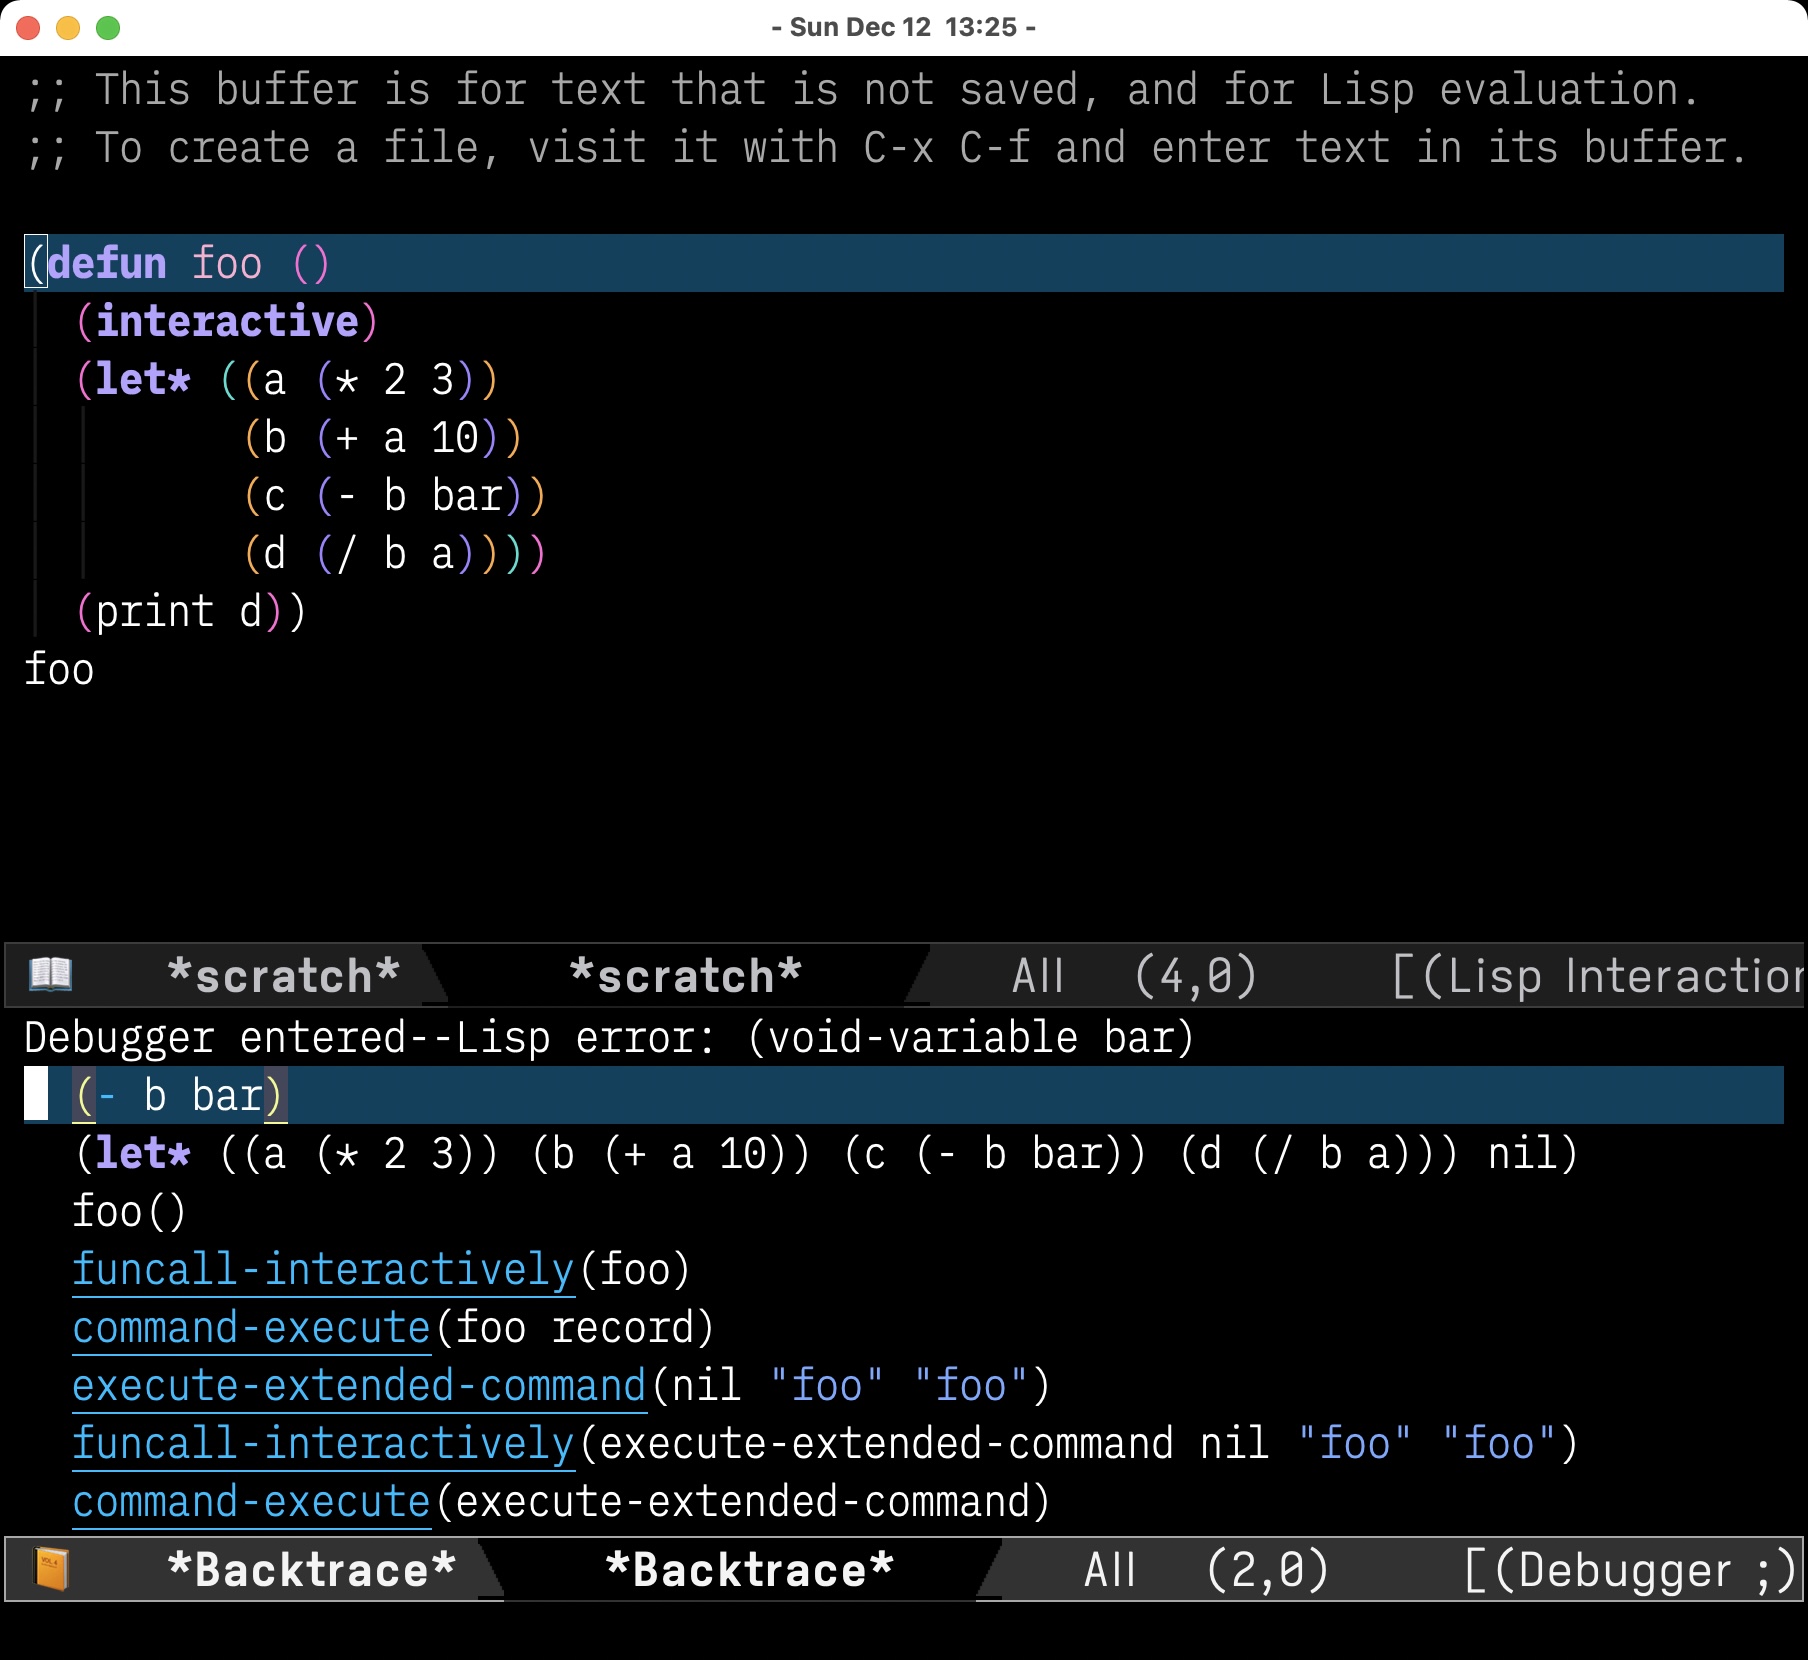 - Sun Dec 12  13:25 -
;; This buffer is for text that is not saved, and for Lisp evaluation.
;; To create a file, visit it with C-x C-f and enter text in its buffer.
(defun foo ()
  (interactive)
  (let* ((a (* 2 3))
         (b (+ a 10))
         (c (- b bar))
         (d (/ b a))))
  (print d))
foo
*scratch* *scratch* All (4,0) [(Lisp Interaction
Debugger entered--Lisp error: (void-variable bar)
  (- b bar)
  (let* ((a (* 2 3)) (b (+ a 10)) (c (- b bar)) (d (/ b a))) nil)
  foo()
  funcall-interactively(foo)
  command-execute(foo record)
  execute-extended-command(nil "foo" "foo")
  funcall-interactively(execute-extended-command nil "foo" "foo")
  command-execute(execute-extended-command)
*Backtrace* *Backtrace* All (2,0) [(Debugger ;)